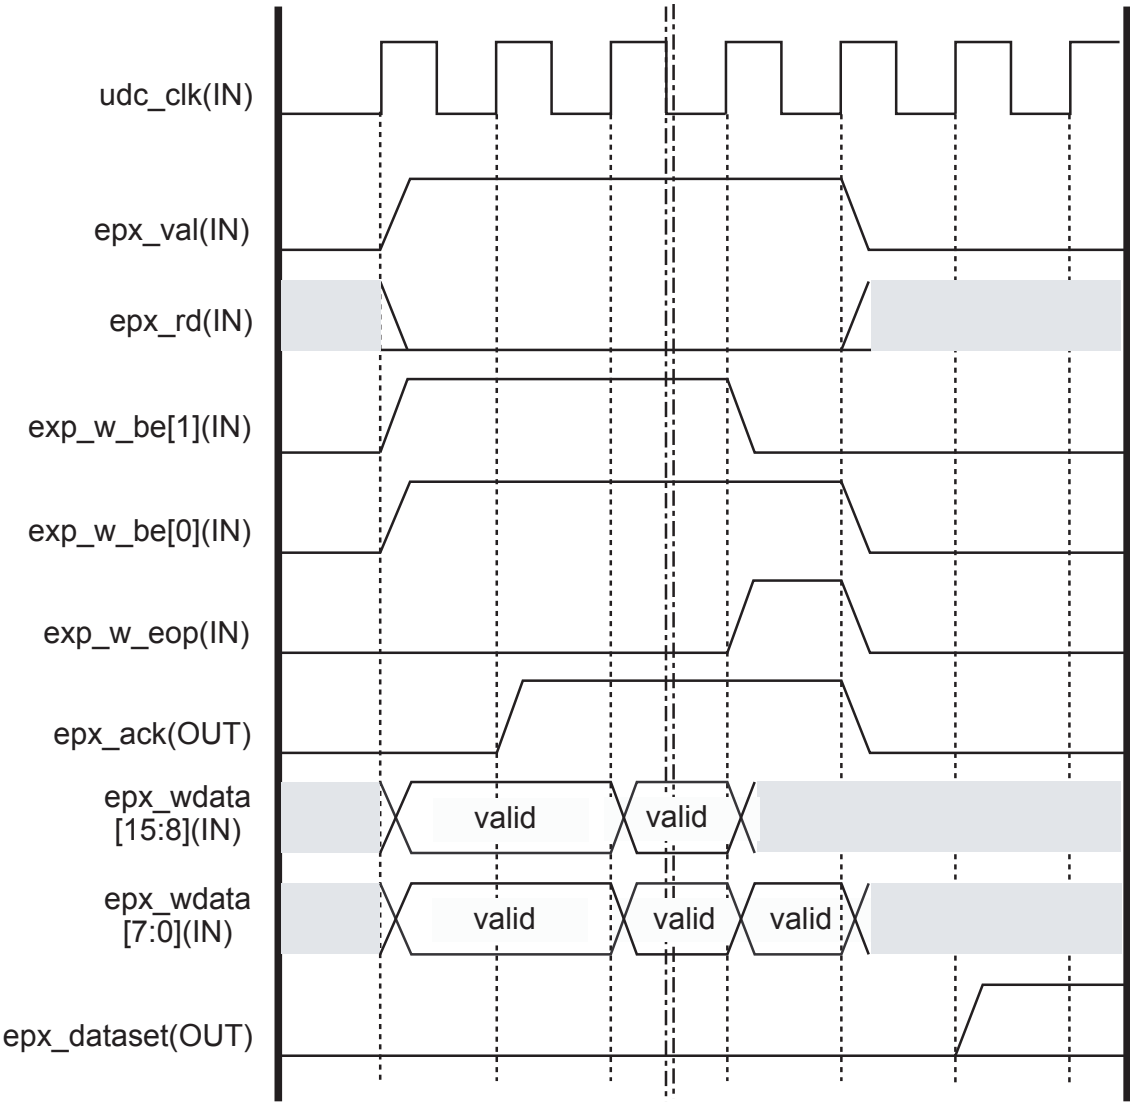 udc_clk(IN)
epx_val(IN)
epx_rd(IN)
exp_w_be[1](IN)
exp_w_be[0](IN)
exp_w_eop(IN)
epx_ack(OUT)
epx_wdata
[15:8](IN)
valid valid
epx_wdata
[7:0](IN)
valid valid valid
epx_dataset(OUT)